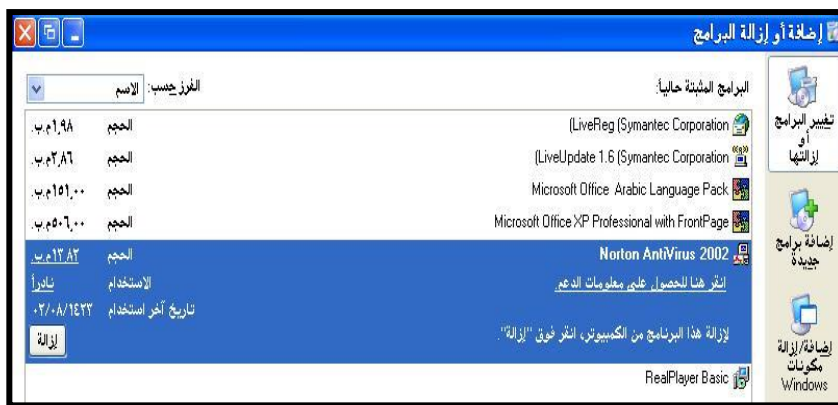 إضافة أو إزالة البرامج
تغيير البرامج
أو
إزالتها
إضافة برامج
جديدة
إضافة/إزالة
مكونات
Windows
البرامج المثبتة حالياً:
الفرز حسب: الاسم
(LiveReg (Symantec Corporation الحجم ١,٩٨م.ب.
(LiveUpdate 1.6 (Symantec Corporation الحجم ٢,٨٦م.ب.
Microsoft Office Arabic Language Pack الحجم ١٥١,٠٠م.ب.
Microsoft Office XP Professional with FrontPage الحجم ٥٠٦,٠٠م.ب.
Norton AntiVirus 2002 الحجم ١٣,٨٢م.ب.
انقر هنا للحصول على معلومات الدعم. الاستخدام نادراً
تاريخ آخر استخدام ٠٢/٠٨/١٤٢٣
لإزالة هذا البرنامج من الكمبيوتر، انقر فوق "إزالة". إزالة
RealPlayer Basic